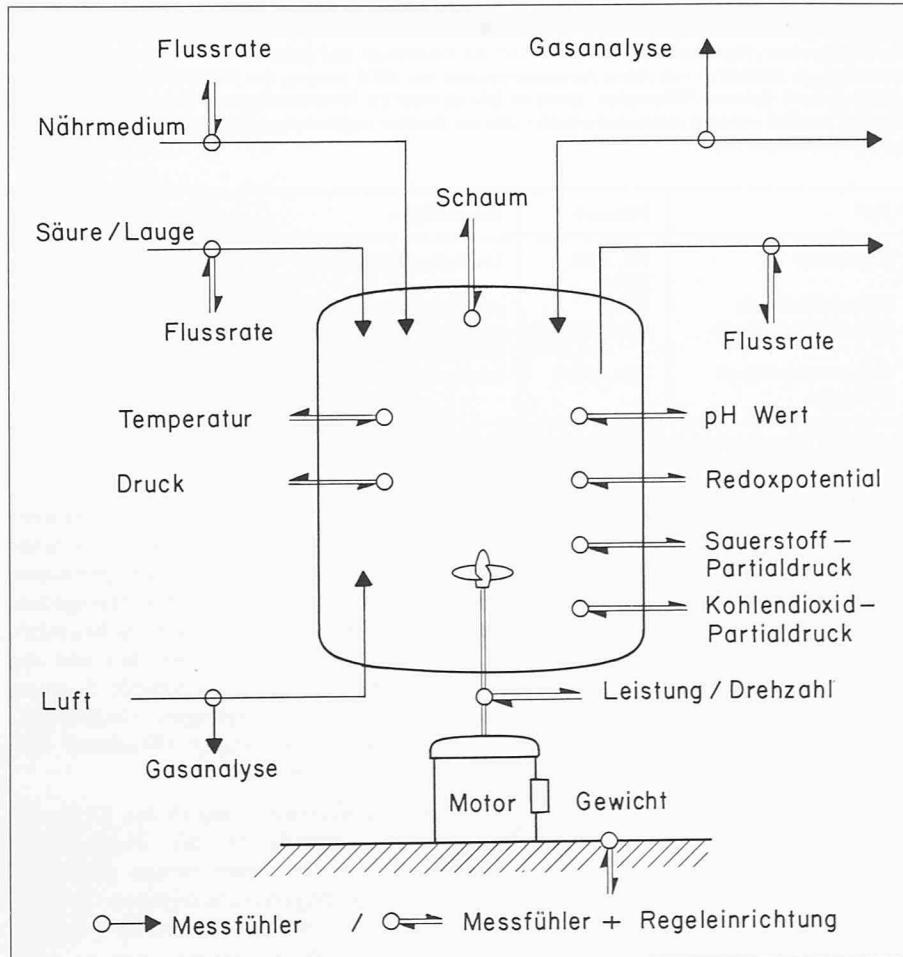 Flussrate
Gasanalyse
Nährmedium
Schaum
Säure/Lauge
Flussrate
Flussrate
Temperatur
pH Wert
Druck
Redoxpotential
Sauerstoff–
Partialdruck
Kohlendioxid–
Partialdruck
Luft
Leistung/Drehzahl
Gasanalyse
Motor
Gewicht
Messfühler / Messfühler + Regeleinrichtung